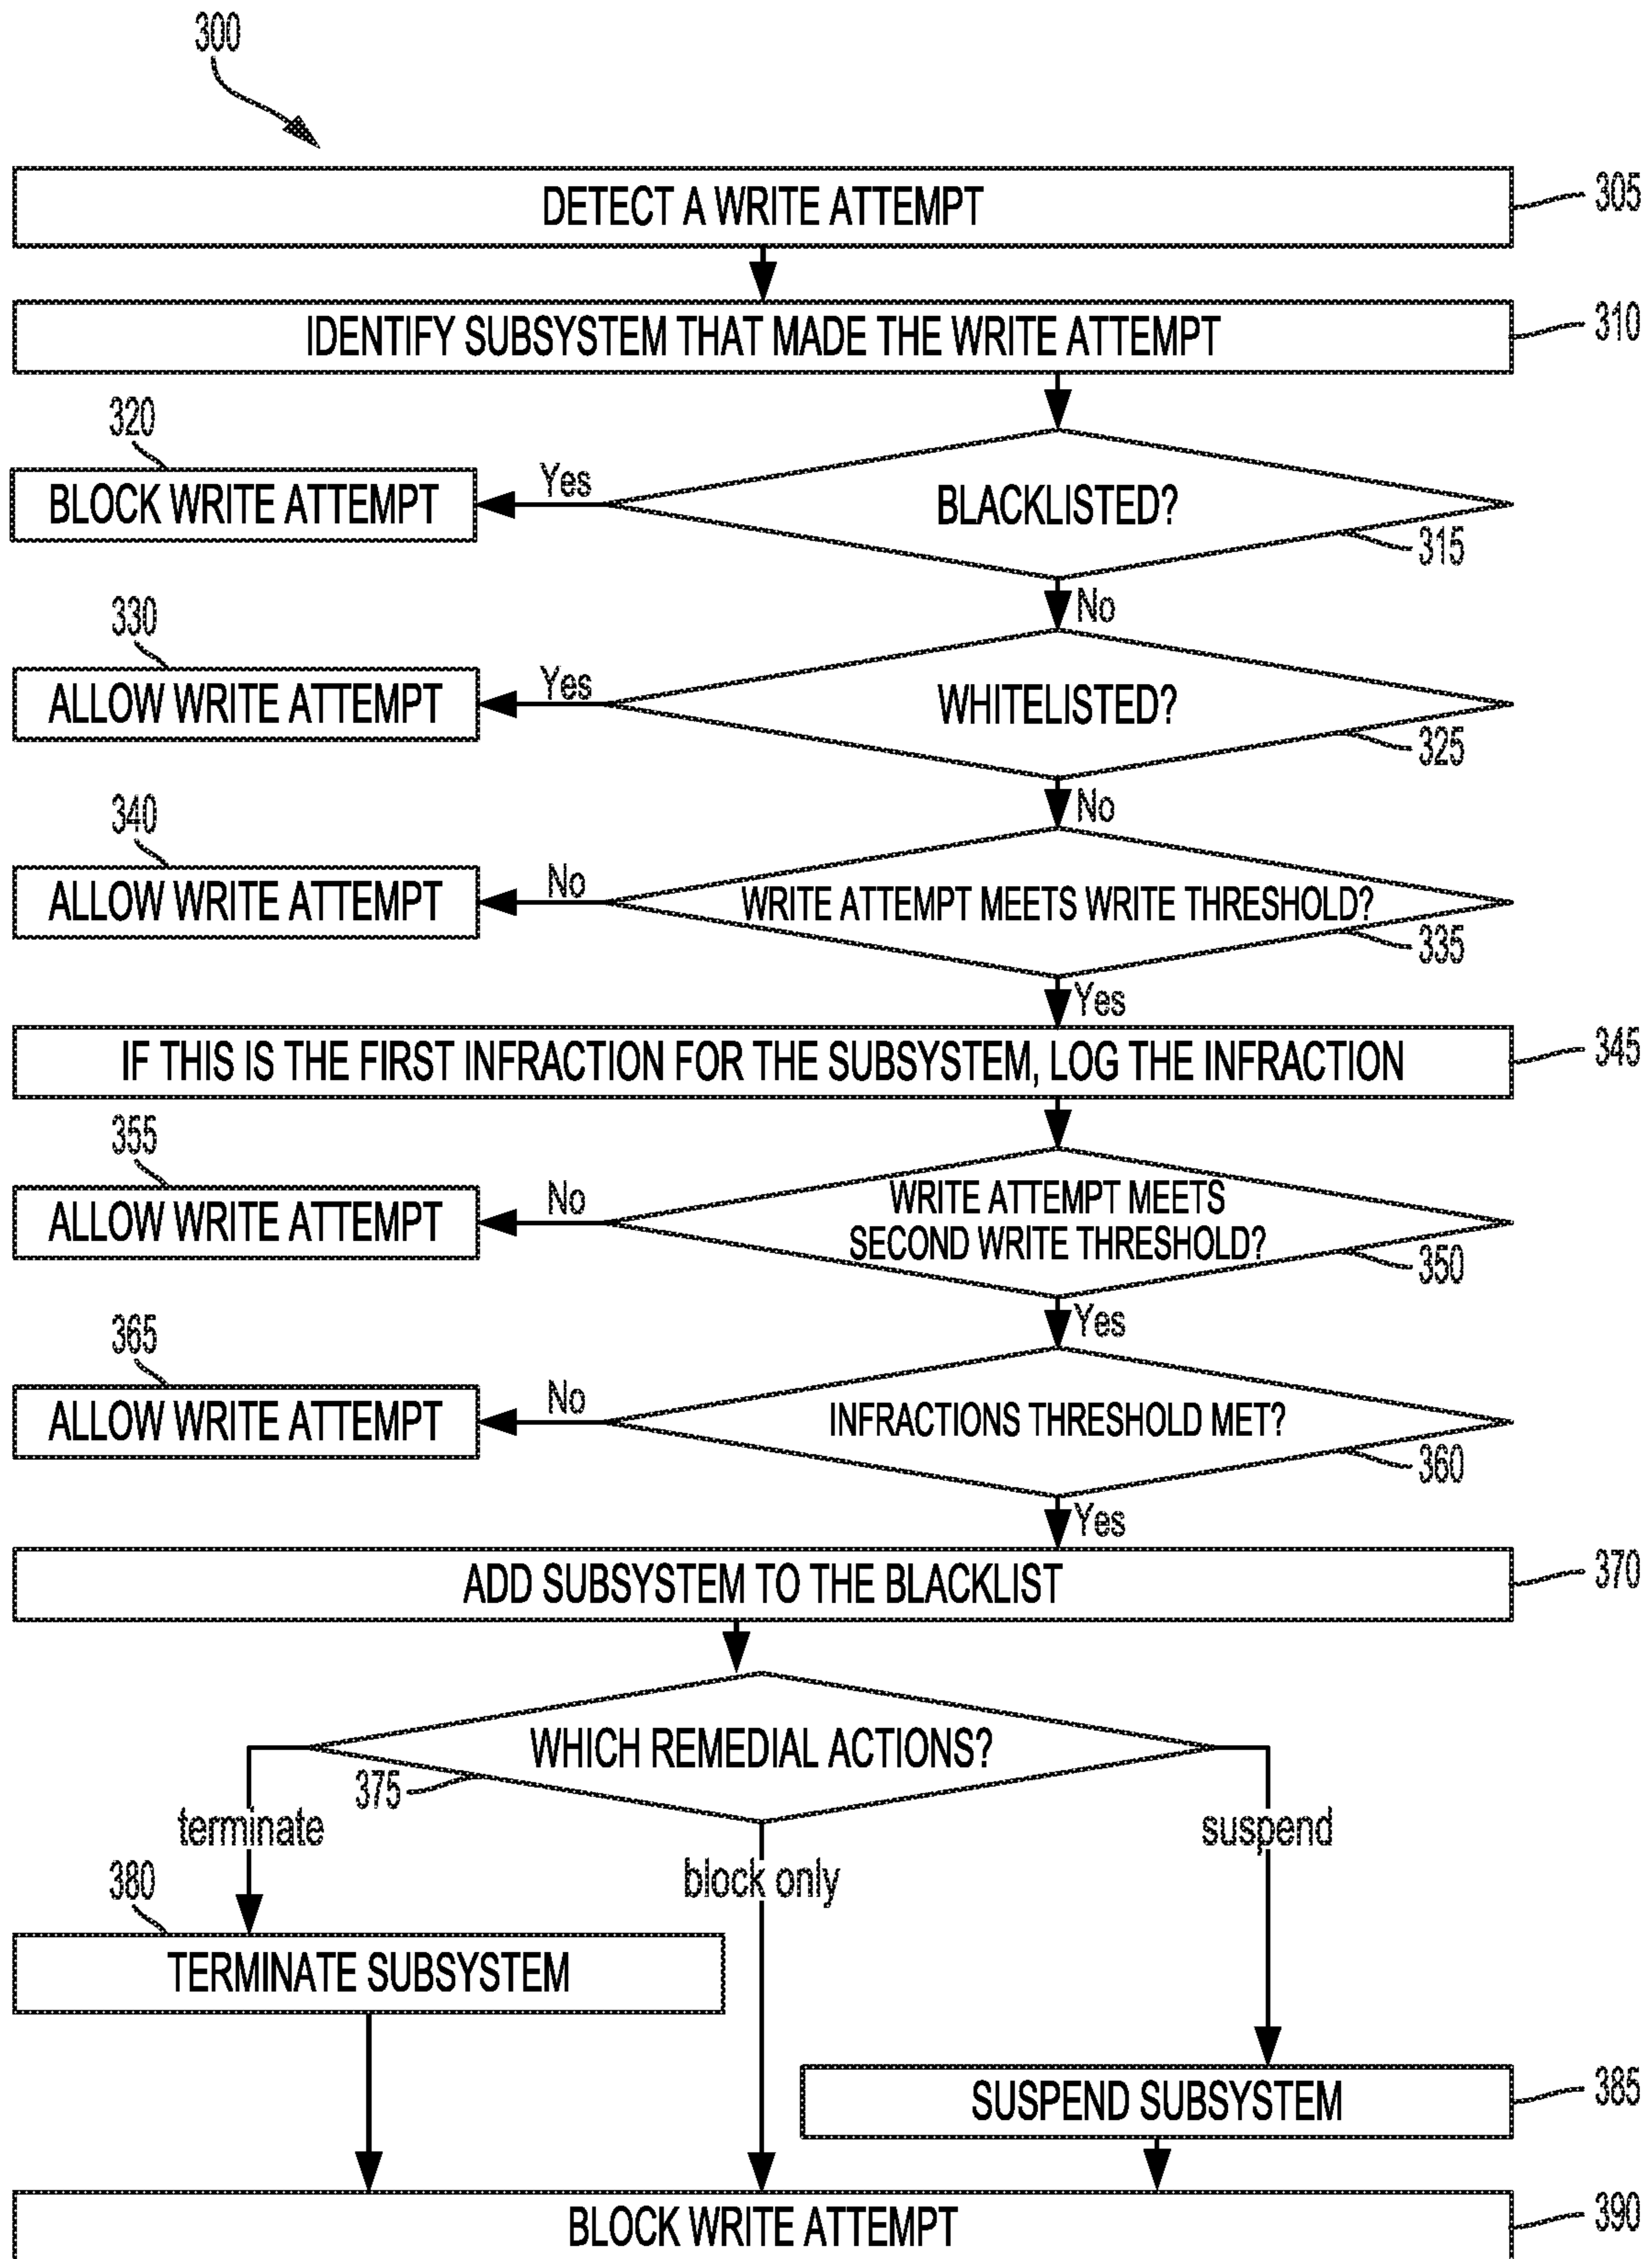 300
DETECT A WRITE ATTEMPT
305
IDENTIFY SUBSYSTEM THAT MADE THE WRITE ATTEMPT
310
320
BLOCK WRITE ATTEMPT
Yes
BLACKLISTED?
315
No
330
ALLOW WRITE ATTEMPT
Yes
WHITELISTED?
325
No
340
ALLOW WRITE ATTEMPT
No
WRITE ATTEMPT MEETS WRITE THRESHOLD?
335
Yes
IF THIS IS THE FIRST INFRACTION FOR THE SUBSYSTEM, LOG THE INFRACTION
345
355
ALLOW WRITE ATTEMPT
No
WRITE ATTEMPT MEETS
SECOND WRITE THRESHOLD?
350
Yes
365
ALLOW WRITE ATTEMPT
No
INFRACTIONS THRESHOLD MET?
360
Yes
ADD SUBSYSTEM TO THE BLACKLIST
370
WHICH REMEDIAL ACTIONS?
375
terminate
block only
suspend
380
TERMINATE SUBSYSTEM
SUSPEND SUBSYSTEM
385
BLOCK WRITE ATTEMPT
390